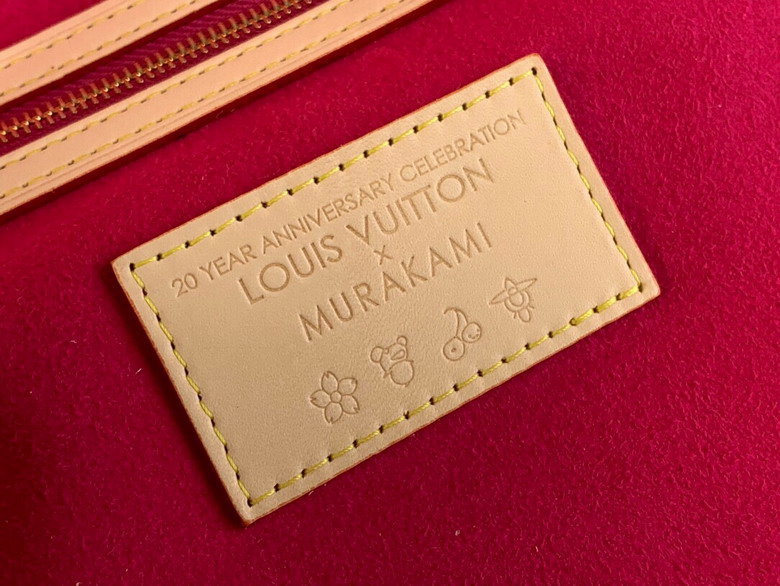 20 YEAR ANNIVERSARY CELEBRATION
LOUIS VUITTON
×
MURAKAMI